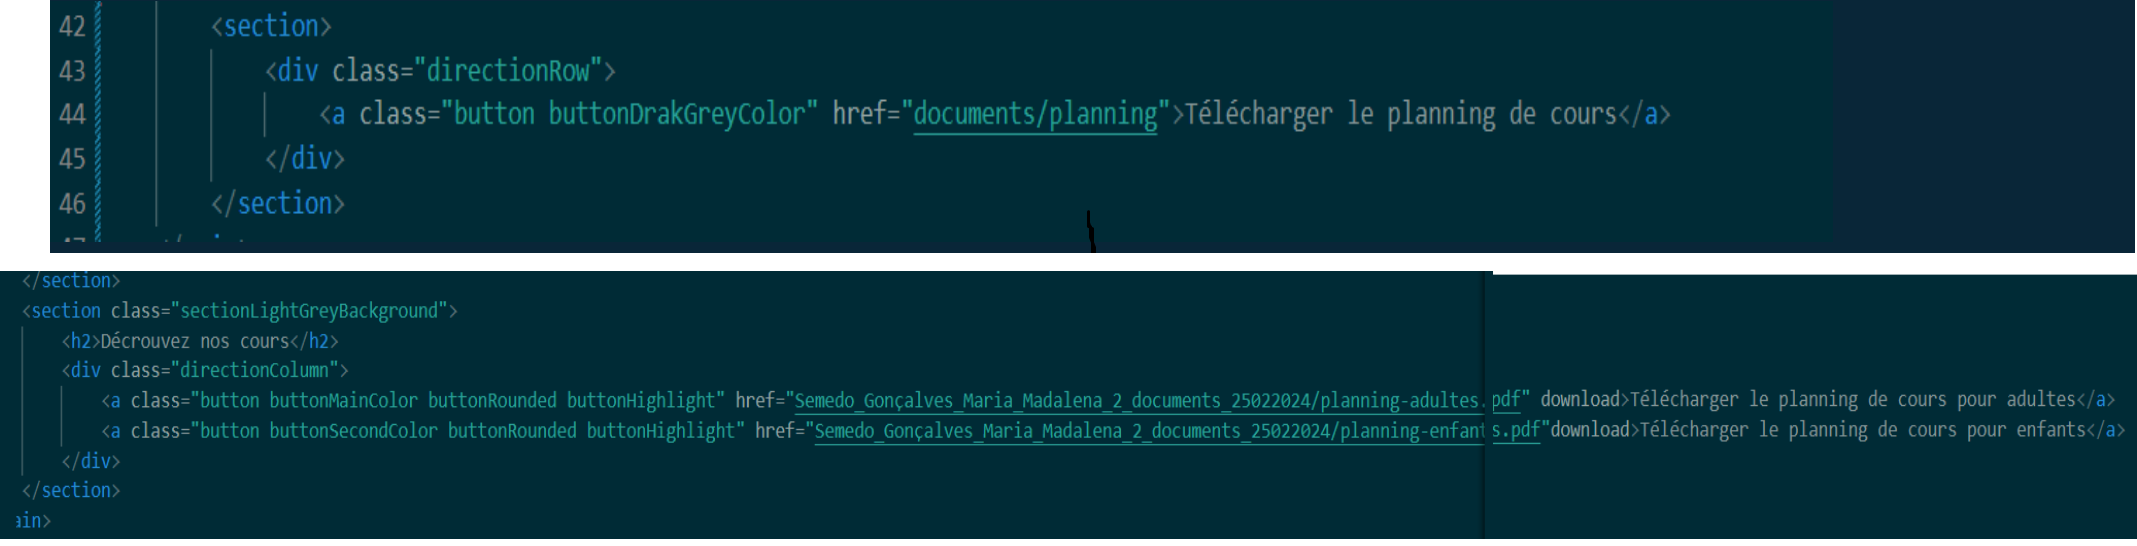 42 <section>
43 <div class="directionRow">
44 <a class="button buttonDrakGreyColor" href="documents/planning">Télécharger le planning de cours</a>
45 </div>
46 </section>
47
</section>
<section class="sectionLightGreyBackground">
<h2>Décrouvez nos cours</h2>
<div class="directionColumn">
<a class="button buttonMainColor buttonRounded buttonHighlight" href="Semedo_Gonçalves_Maria_Madalena_2_documents_25022024/planning-adultes.pdf" download>Télécharger le planning de cours pour adultes</a>
<a class="button buttonSecondColor buttonRounded buttonHighlight" href="Semedo_Gonçalves_Maria_Madalena_2_documents_25022024/planning-enfants.pdf"download>Télécharger le planning de cours pour enfants</a>
</div>
</section>
ain>